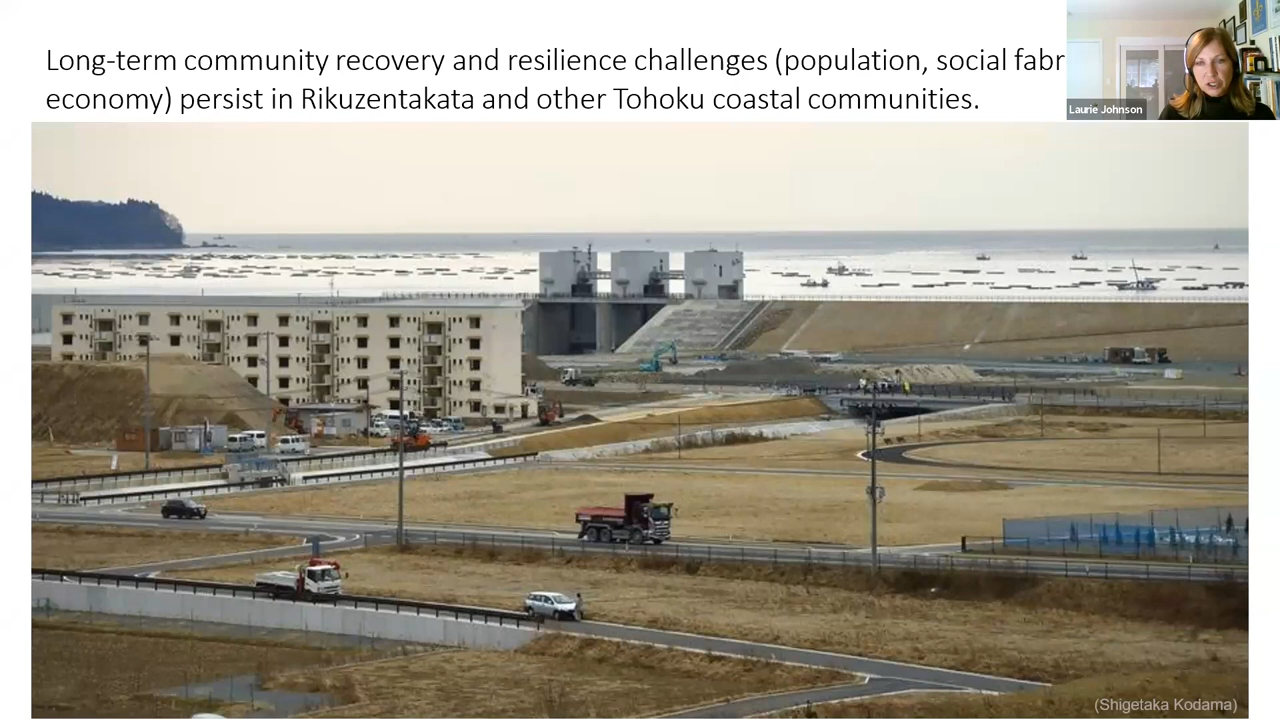 Long-term community recovery and resilience challenges (population, social fabr
economy) persist in Rikuzentakata and other Tohoku coastal communities.
Laurie Johnson
(Shigetaka Kodama)